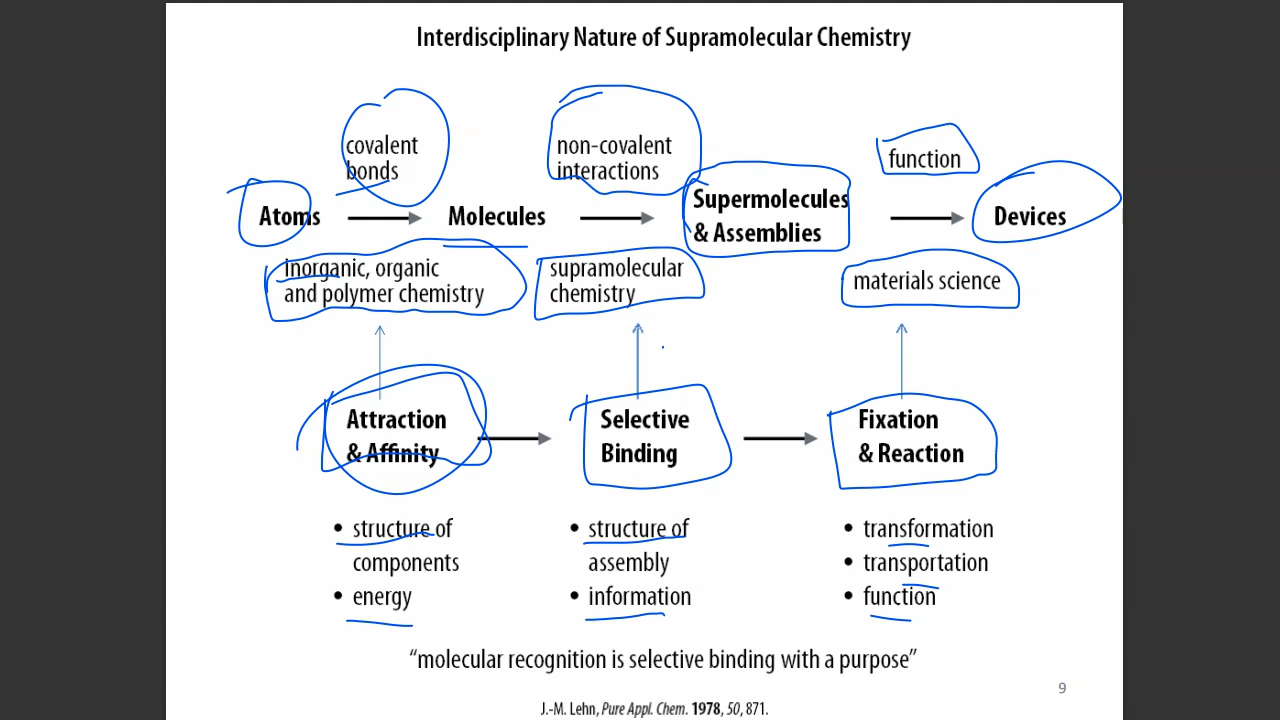 Interdisciplinary Nature of Supramolecular Chemistry
covalent
bonds
non-covalent
interactions
function
Atoms
Molecules
Supermolecules
& Assemblies
Devices
inorganic, organic
and polymer chemistry
supramolecular
chemistry
materials science
Attraction
& Affinity
Selective
Binding
Fixation
& Reaction
• structure of
components
• energy
• structure of
assembly
• information
• transformation
• transportation
• function
“molecular recognition is selective binding with a purpose”
9
J.-M. Lehn, Pure Appl. Chem. 1978, 50, 871.